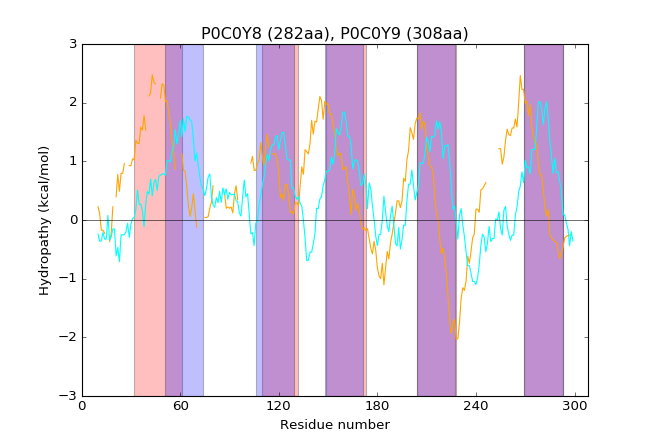 P0C0Y8 (282aa), P0C0Y9 (308aa)
3
2
1
0
−1
−2
−3
Hydropathy (kcal/mol)
0 60 120 180 240 300
Residue number